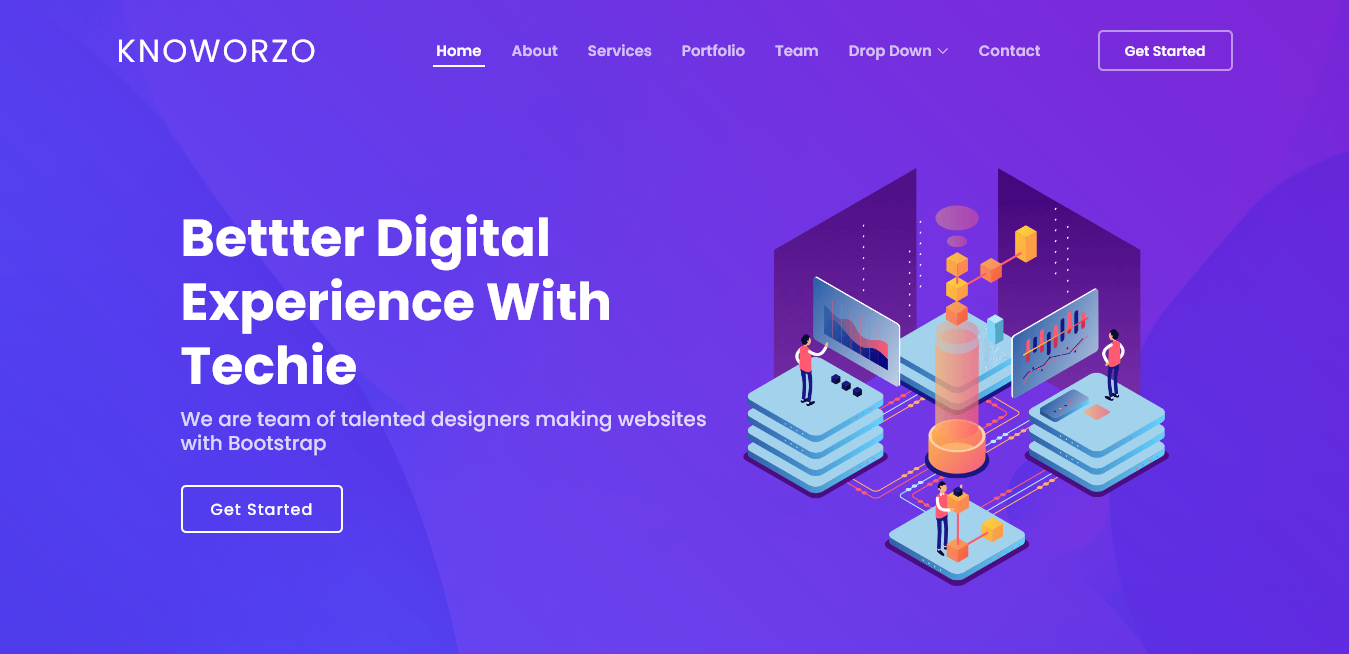 KNOWORZO
Home About Services Portfolio Team Drop Down Contact Get Started
Bettter Digital
Experience With
Techie
We are team of talented designers making websites
with Bootstrap
Get Started